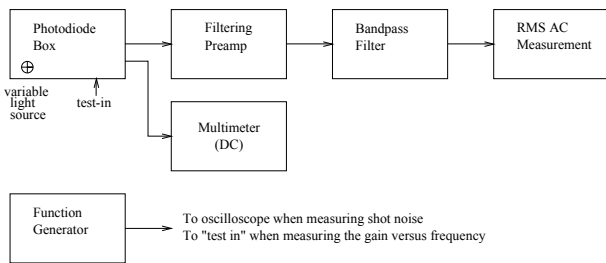 Photodiode
Box
variable
light
source
test-in
Filtering
Preamp
Bandpass
Filter
RMS AC
Measurement
Multimeter
(DC)
Function
Generator
To oscilloscope when measuring shot noise
To "test in" when measuring the gain versus frequency